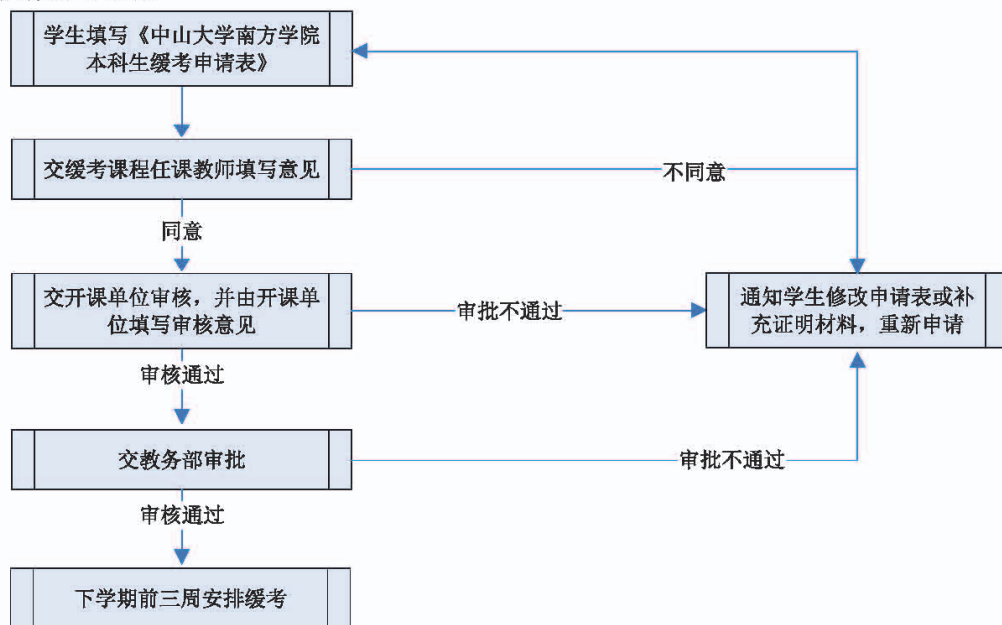 学生填写《中山大学南方学院
本科生缓考申请表》
交缓考课程任课教师填写意见
不同意
同意
交开课单位审核，并由开课单
位填写审核意见
审批不通过
通知学生修改申请表或补
充证明材料，重新申请
审核通过
交教务部审批
审批不通过
审核通过
下学期前三周安排缓考